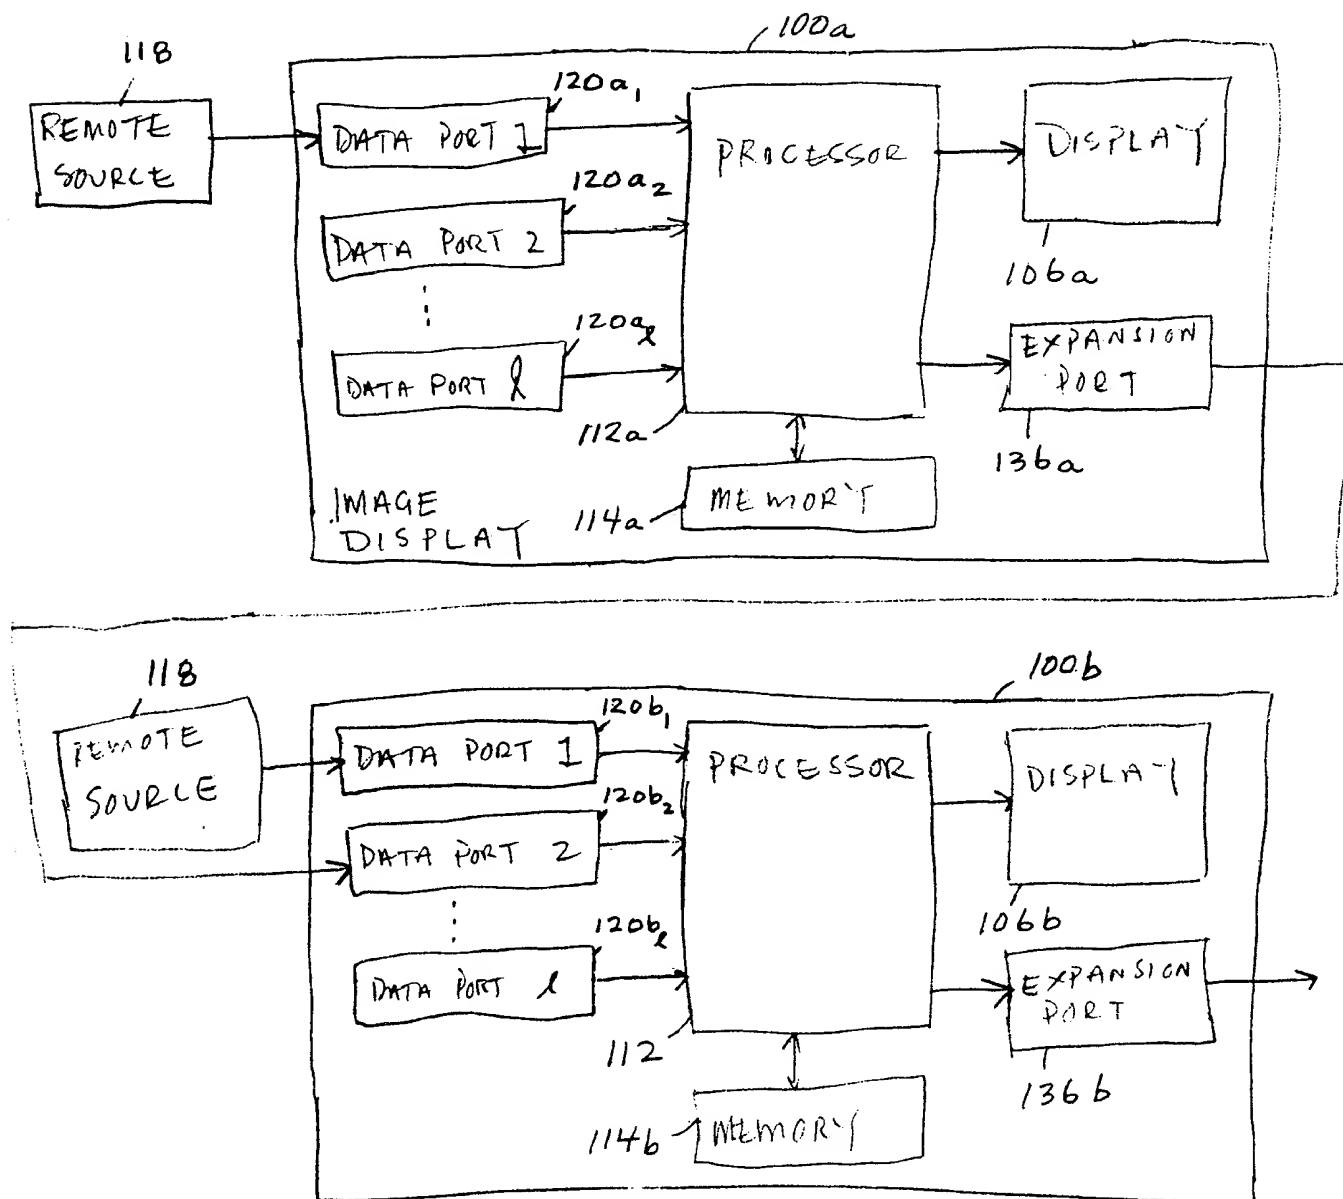 118
100a
REMOTE
SOURCE
DATA PORT 1
120a1
PROCESSOR
DISPLAY
120a2
DATA PORT 2
106a
120aℓ
DATA PORT ℓ
EXPANSION
PORT
112a
136a
IMAGE
DISPLAY
114a
MEMORY
118
100b
REMOTE
SOURCE
DATA PORT 1
120b1
PROCESSOR
DISPLAY
120b2
DATA PORT 2
106b
120bℓ
DATA PORT ℓ
EXPANSION
PORT
112
136b
114b
MEMORY